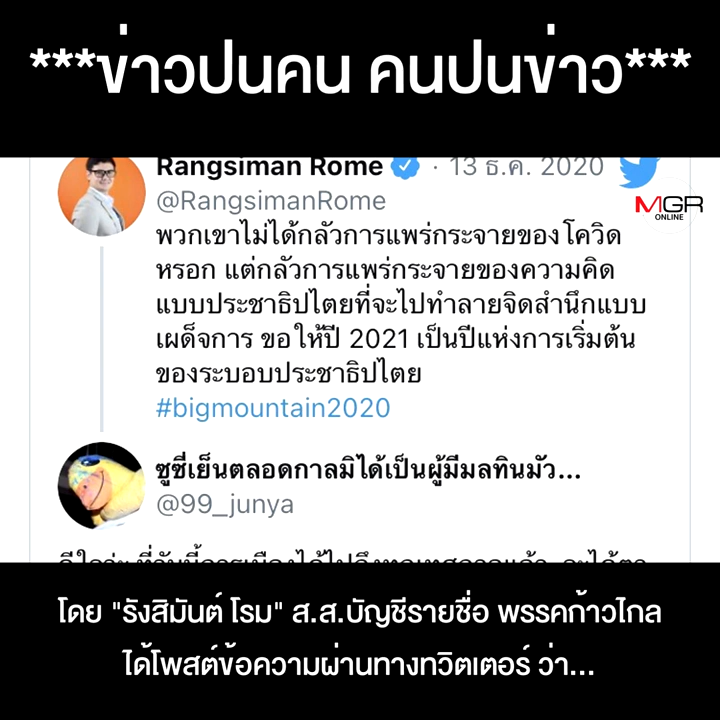 ***ข่าวปนคน คนปนข่าว***
Rangsiman Rome · 13 ธ.ค. 2020
@RangsimanRome
MGR
ONLINE
พวกเขาไม่ได้กลัวการแพร่กระจายของโควิด
หรอก แต่กลัวการแพร่กระจายของความคิด
แบบประชาธิปไตยที่จะไปทำลายจิตสำนึกแบบ
เผด็จการ ขอให้ปี 2021 เป็นปีแห่งการเริ่มต้น
ของระบอบประชาธิปไตย
#bigmountain2020
ซูซี่เย็นตลอดกาลมิได้เป็นผู้มีมลทินมัว...
@99_junya
โดย "รังสิมันต์ โรม" ส.ส.บัญชีรายชื่อ พรรคก้าวไกล
ได้โพสต์ข้อความผ่านทางทวิตเตอร์ ว่า...